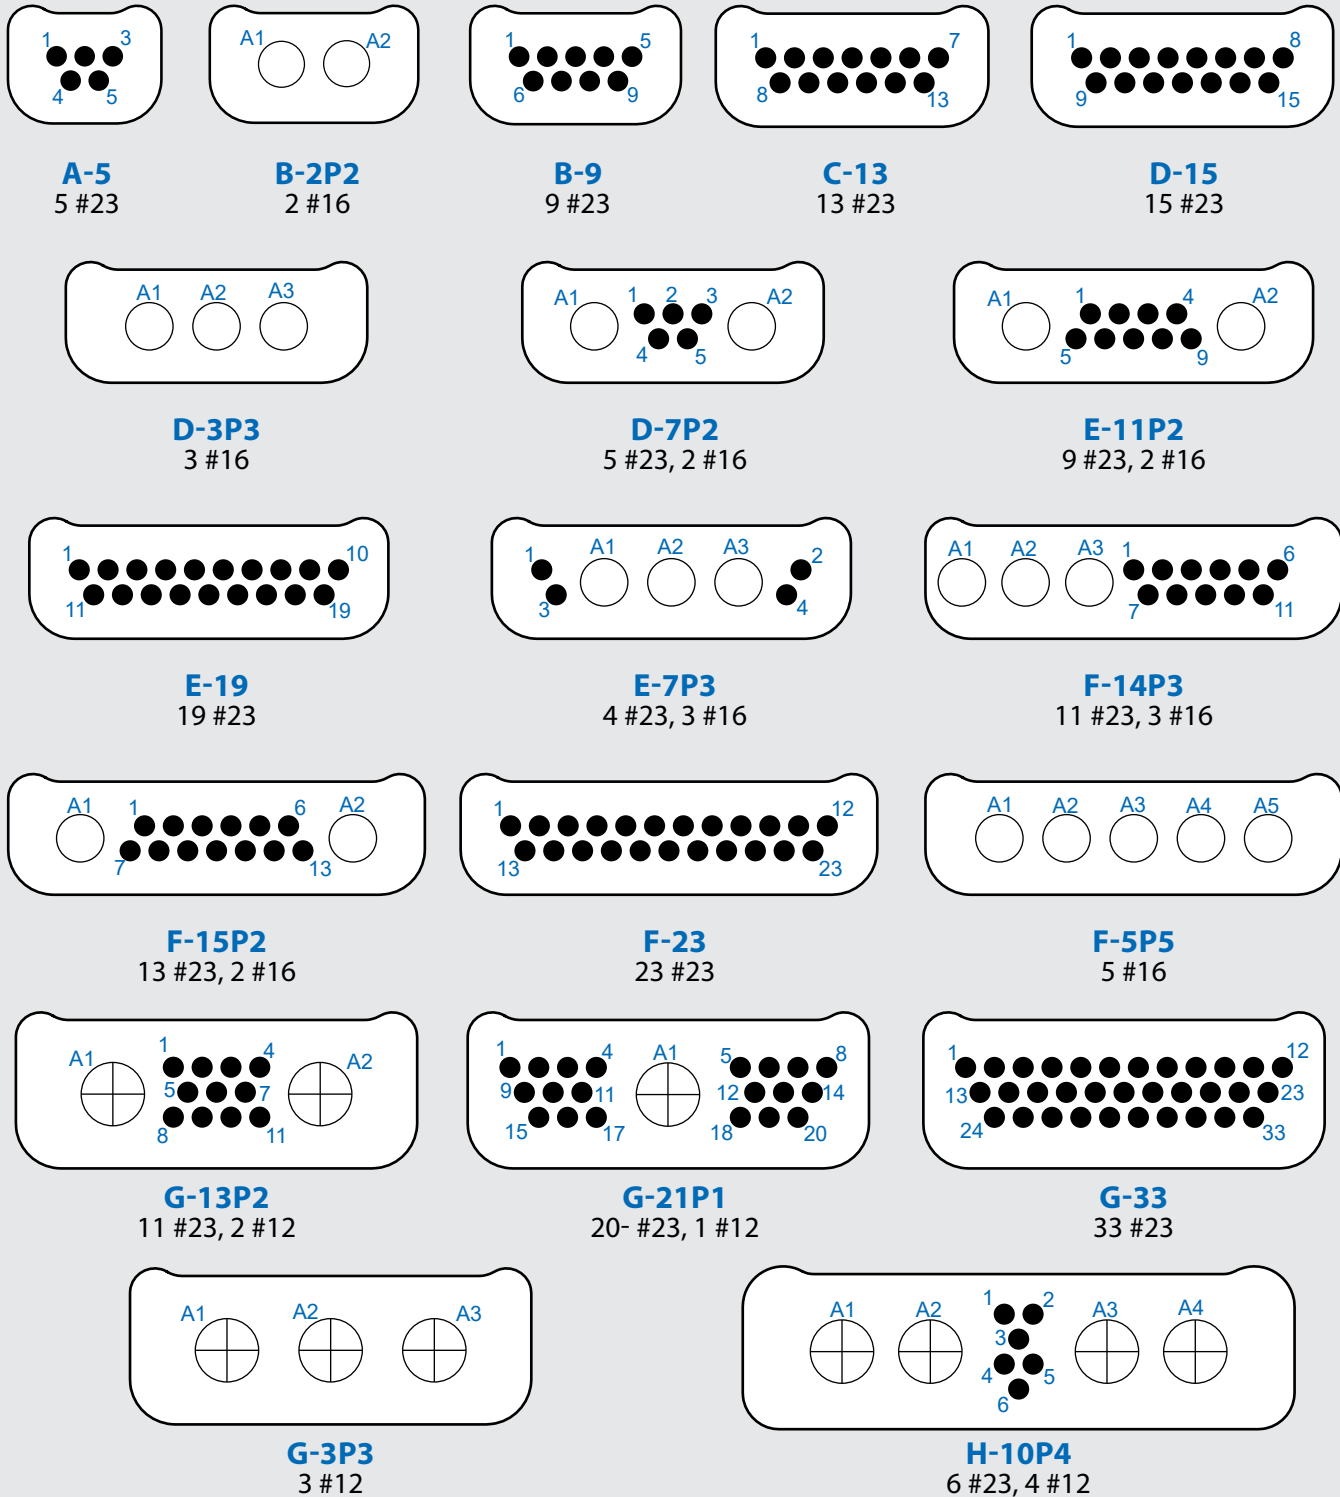 1 3
4 5
A-5
5 #23
A1 A2
B-2P2
2 #16
1 5
6 9
B-9
9 #23
1 7
8 13
C-13
13 #23
1 8
9 15
D-15
15 #23
A1 A2 A3
D-3P3
3 #16
A1 1 2 3 A2
4 5
D-7P2
5 #23, 2 #16
A1 1 4 A2
5 9
E-11P2
9 #23, 2 #16
1 10
11 19
E-19
19 #23
1 A1 A2 A3 2
3 4
E-7P3
4 #23, 3 #16
A1 A2 A3 1 6
7 11
F-14P3
11 #23, 3 #16
A1 1 6 A2
7 13
F-15P2
13 #23, 2 #16
1 12
13 23
F-23
23 #23
A1 A2 A3 A4 A5
F-5P5
5 #16
A1 1 4 A2
5 7
8 11
G-13P2
11 #23, 2 #12
1 4 A1 5 8
9 11 12 14
15 17 18 20
G-21P1
20- #23, 1 #12
1 12
13 23
24 33
G-33
33 #23
A1 A2 A3
G-3P3
3 #12
A1 A2 1 2 A3 A4
3
4 5
6
H-10P4
6 #23, 4 #12